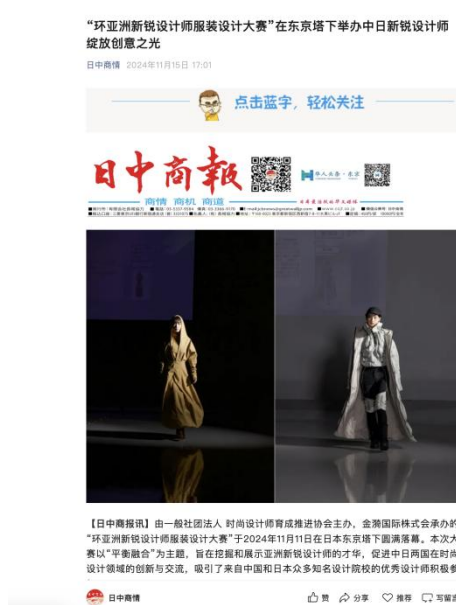 “环亚洲新锐设计师服装设计大赛”在东京塔下举办中日新锐设计师
绽放创意之光
日中商情 2024年11月15日 17:01
点击蓝字，轻松关注
日中商報
华人头条·东京
商情 商机 商道
【日中商报讯】由一般社团法人 时尚设计师育成推进协会主办，金漪国际株式会承办的
“环亚洲新锐设计师服装设计大赛”于2024年11月11日在日本东京塔下圆满落幕。本次大
赛以“平衡融合”为主题，旨在挖掘和展示亚洲新锐设计师的才华，促进中日两国在时尚
设计领域的创新与交流，吸引了来自中国和日本众多知名设计院校的优秀设计师积极参
日中商情
赞 分享 推荐 写留言